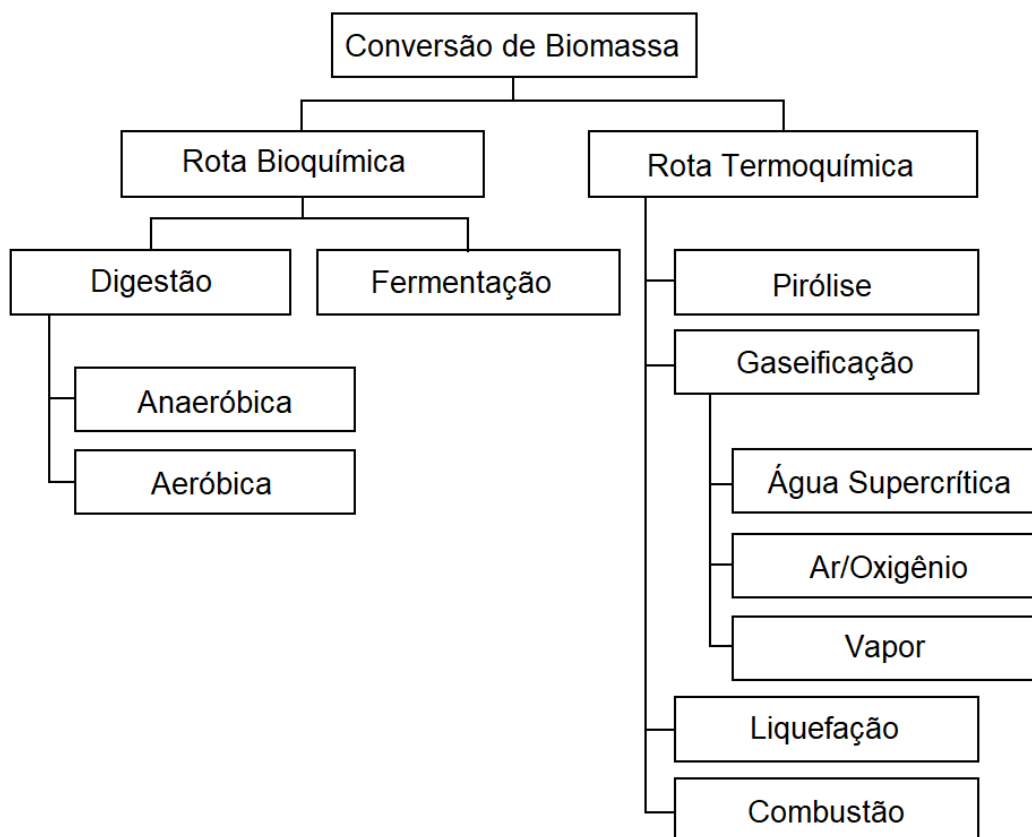 Conversão de Biomassa
Rota Bioquímica
Rota Termoquímica
Digestão
Fermentação
Pirólise
Gaseificação
Anaeróbica
Aeróbica
Água Supercrítica
Ar/Oxigênio
Vapor
Liquefação
Combustão